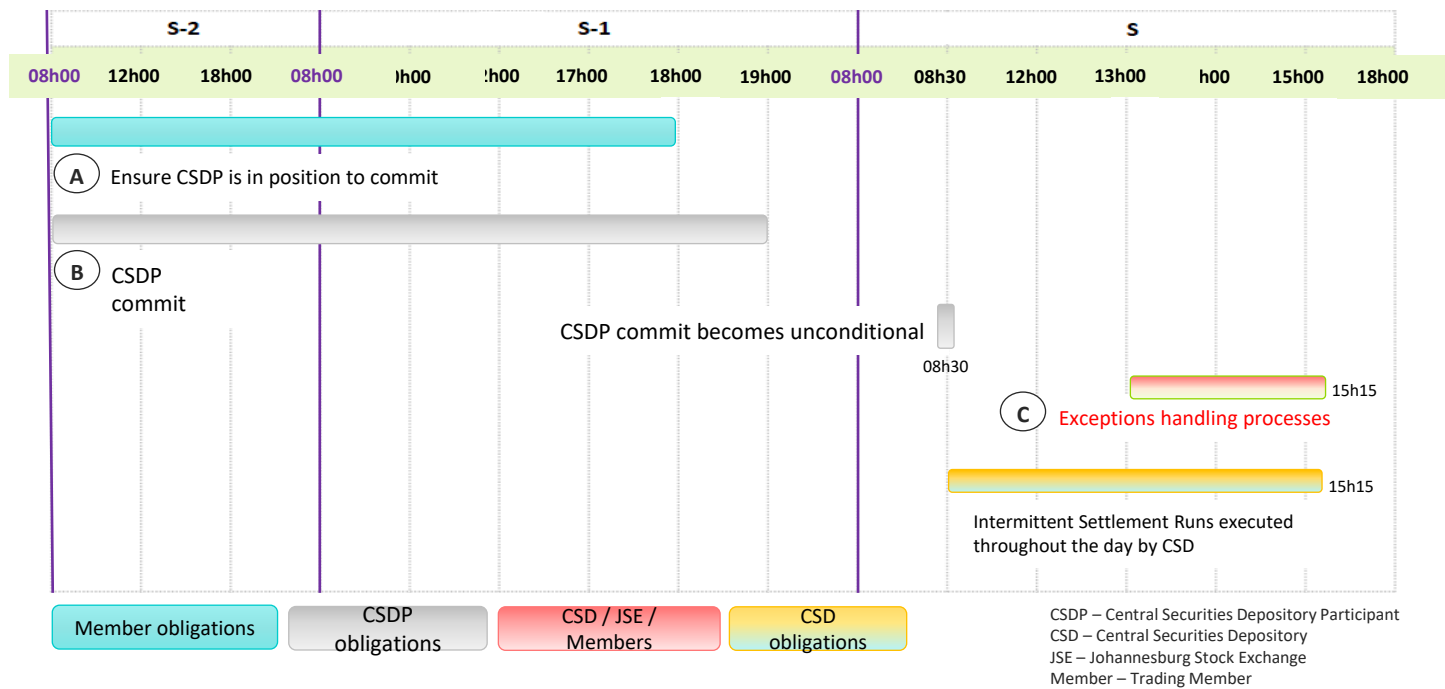 S-2 S-1 S
08h00 12h00 18h00 08h00 h00 h00 17h00 18h00 19h00 08h00 08h30 12h00 13h00 h00 15h00 18h00
A Ensure CSDP is in position to commit
B CSDP
commit
CSDP commit becomes unconditional
08h30
15h15
C Exceptions handling processes
15h15
Intermittent Settlement Runs executed
throughout the day by CSD
Member obligations
CSDP
obligations
CSD / JSE /
Members
CSD
obligations
CSDP – Central Securities Depository Participant
CSD – Central Securities Depository
JSE – Johannesburg Stock Exchange
Member – Trading Member